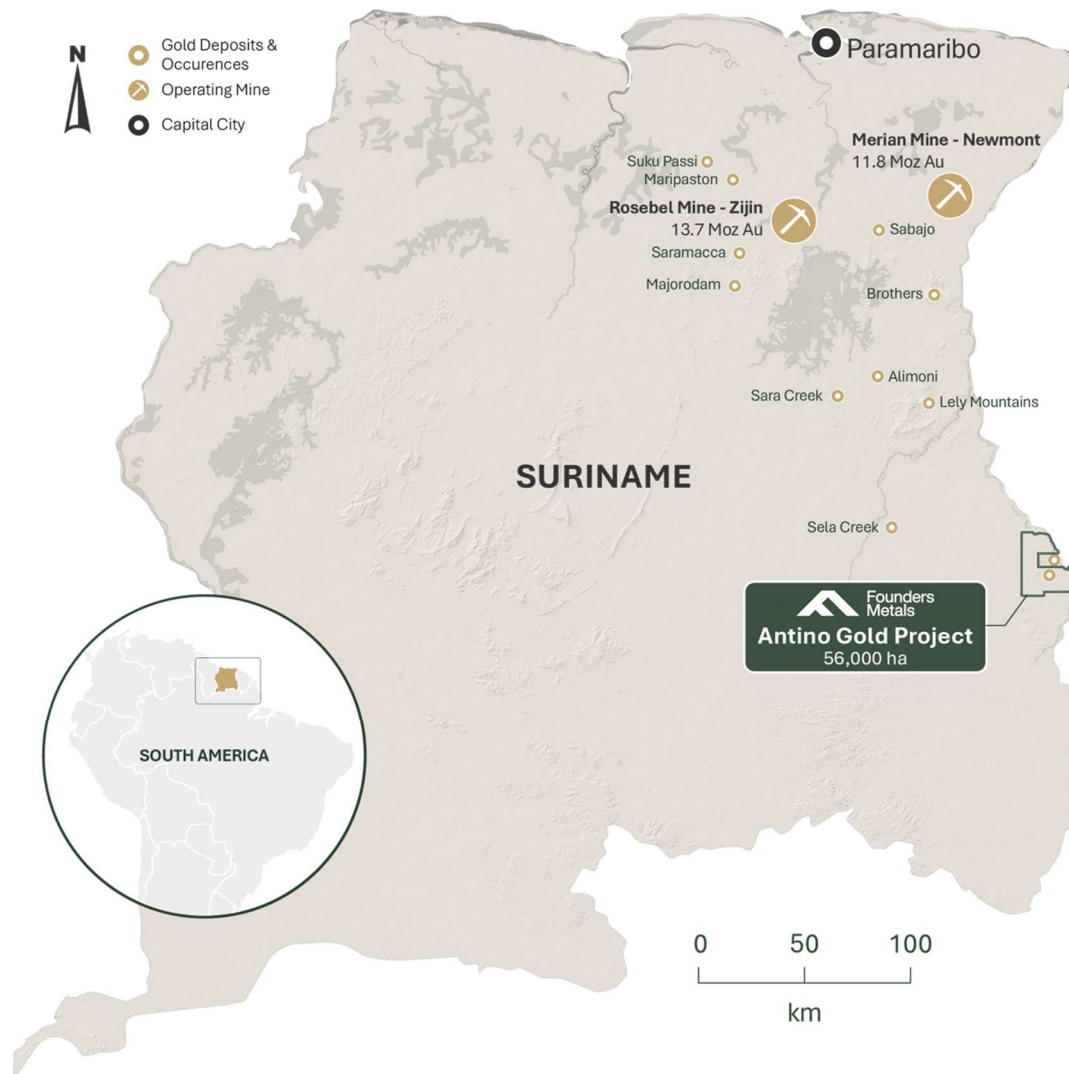 N
Gold Deposits &
Occurences
Operating Mine
Capital City
Paramaribo
Merian Mine - Newmont
11.8 Moz Au
Suku Passi
Maripaston
Rosebel Mine - Zijin
13.7 Moz Au
Sabajo
Saramacca
Majorodam
Brothers
Alimoni
Sara Creek
Lely Mountains
SURINAME
Sela Creek
Founders
Metals
Antino Gold Project
56,000 ha
SOUTH AMERICA
0 50 100
km